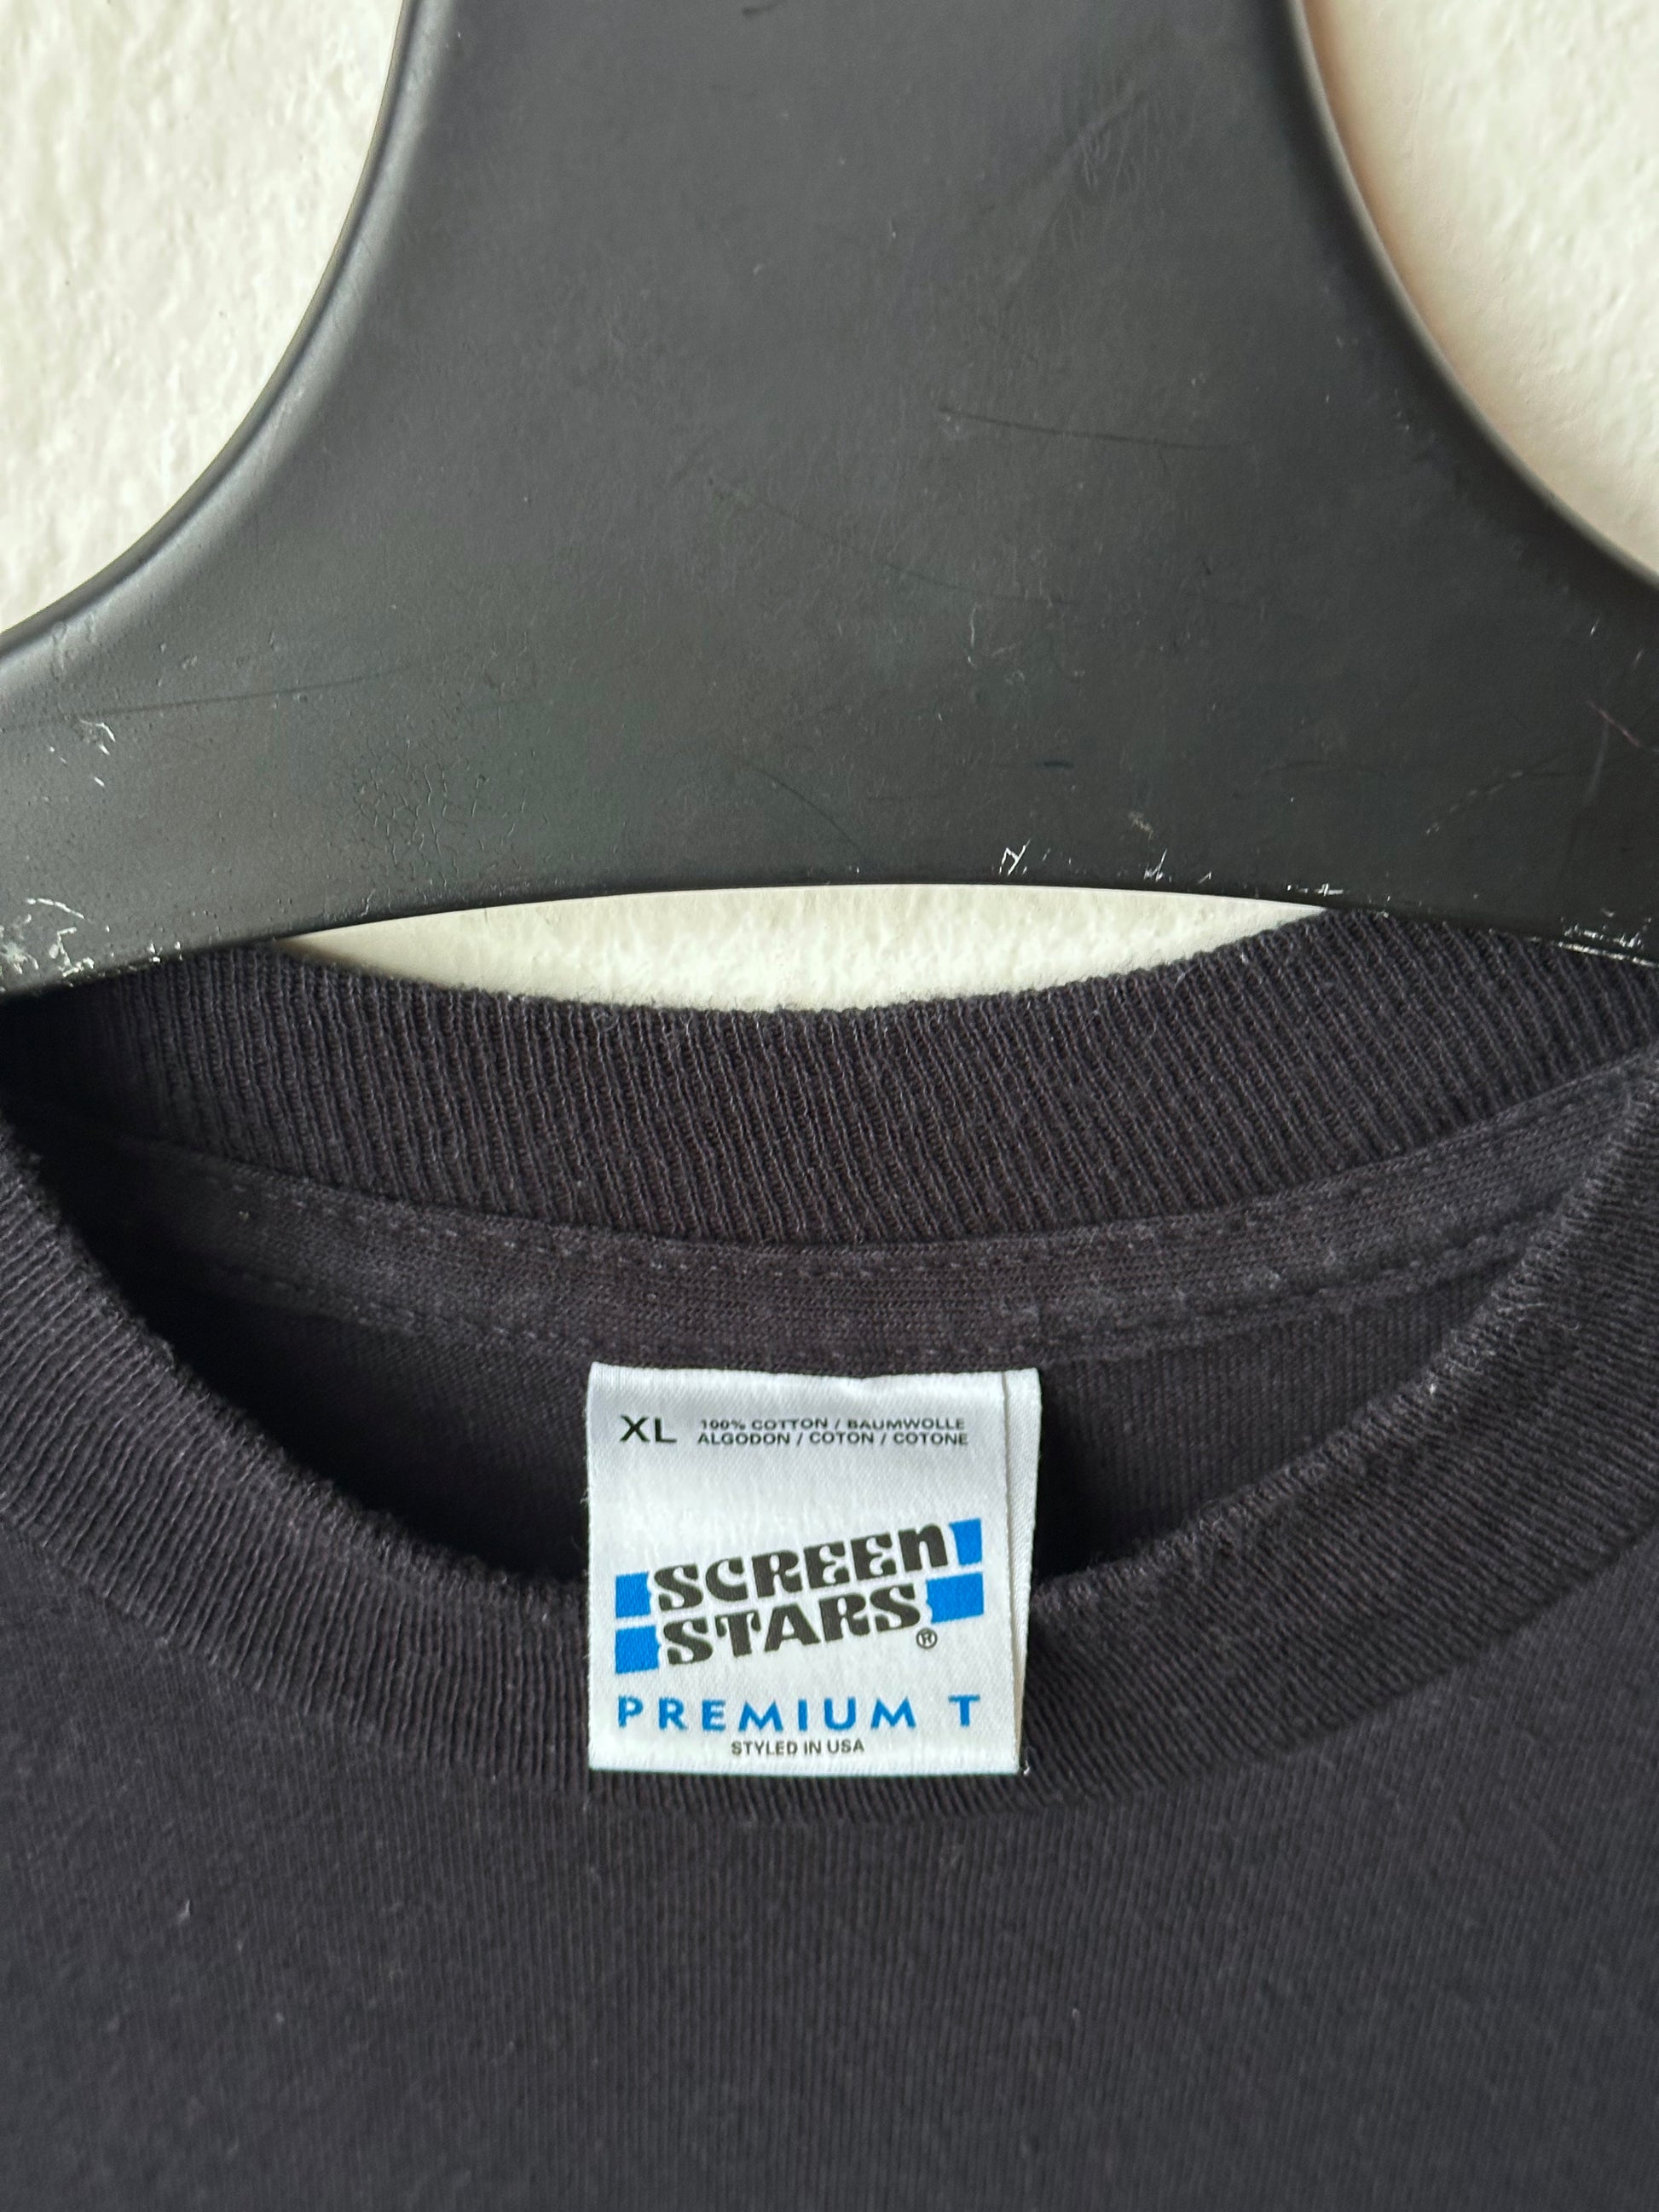 XL 100% COTTON / BAUMWOLLE
ALGODON / COTON / COTONE
SCREEN
STARS®
PREMIUM T
STYLED IN USA